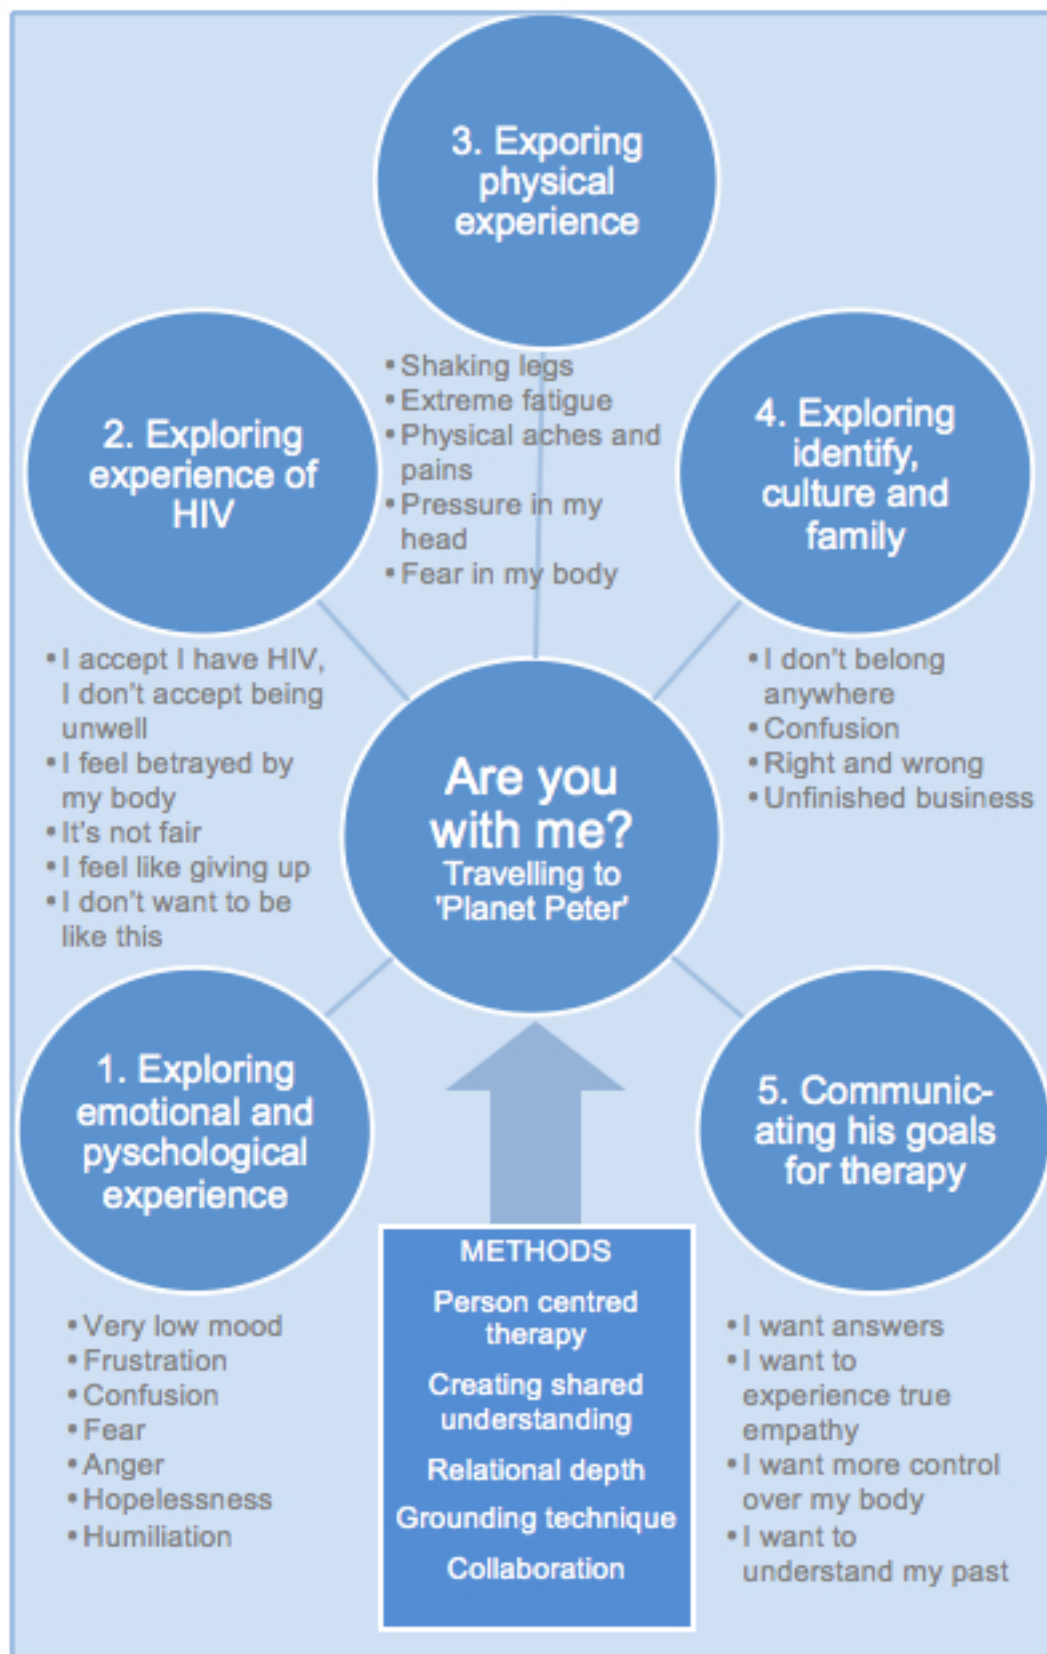 3. Exporing
physical
experience
• Shaking legs
• Extreme fatigue
• Physical aches and
pains
• Pressure in my
head
• Fear in my body
2. Exploring
experience of
HIV
• I accept I have HIV,
I don't accept being
unwell
• I feel betrayed by
my body
• It's not fair
• I feel like giving up
• I don't want to be
like this
4. Exploring
identify,
culture and
family
• I don't belong
anywhere
• Confusion
• Right and wrong
• Unfinished business
Are you
with me?
Travelling to
'Planet Peter'
1. Exploring
emotional and
pyschological
experience
• Very low mood
• Frustration
• Confusion
• Fear
• Anger
• Hopelessness
• Humiliation
METHODS
Person centred
therapy
Creating shared
understanding
Relational depth
Grounding technique
Collaboration
5. Communic-
ating his goals
for therapy
• I want answers
• I want to
experience true
empathy
• I want more control
over my body
• I want to
understand my past